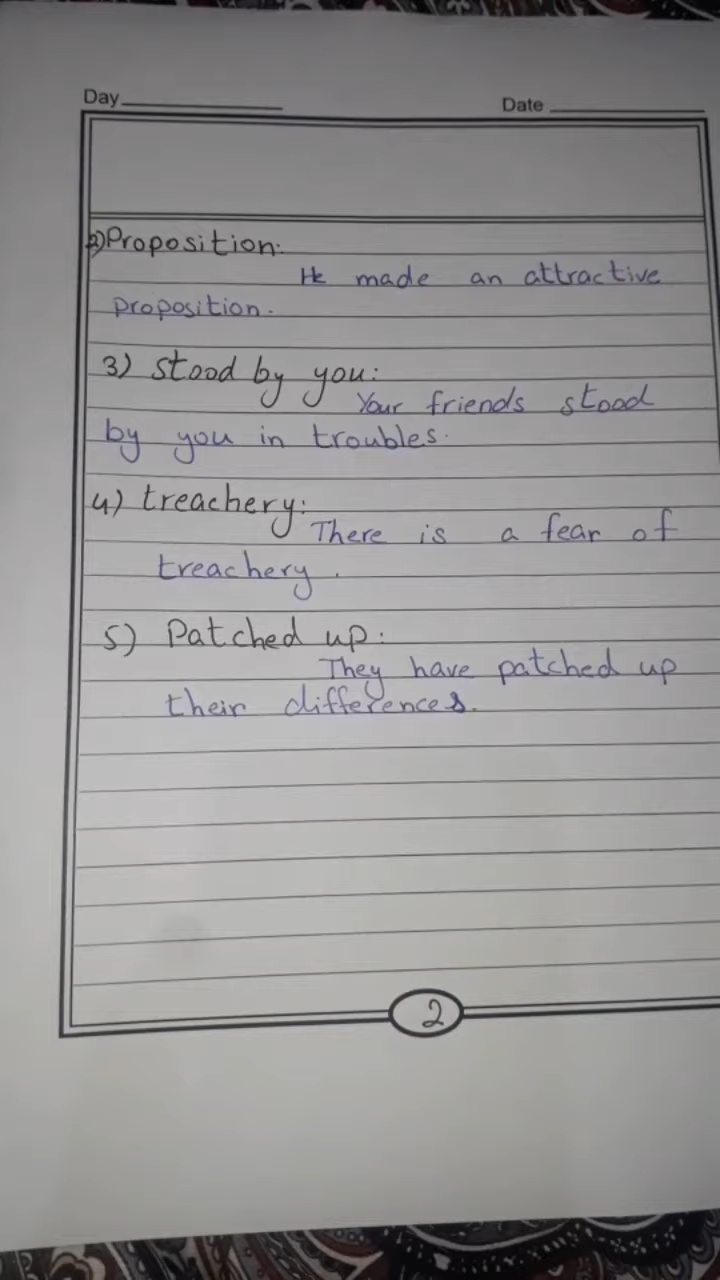 Day
Date
2)Proposition:
He made an attractive
proposition.
3) stood by you:
Your friends stood
by you in troubles.
4) treachery:
There is a fear of
treachery.
5) Patched up:
They have patched up
their differences.
2